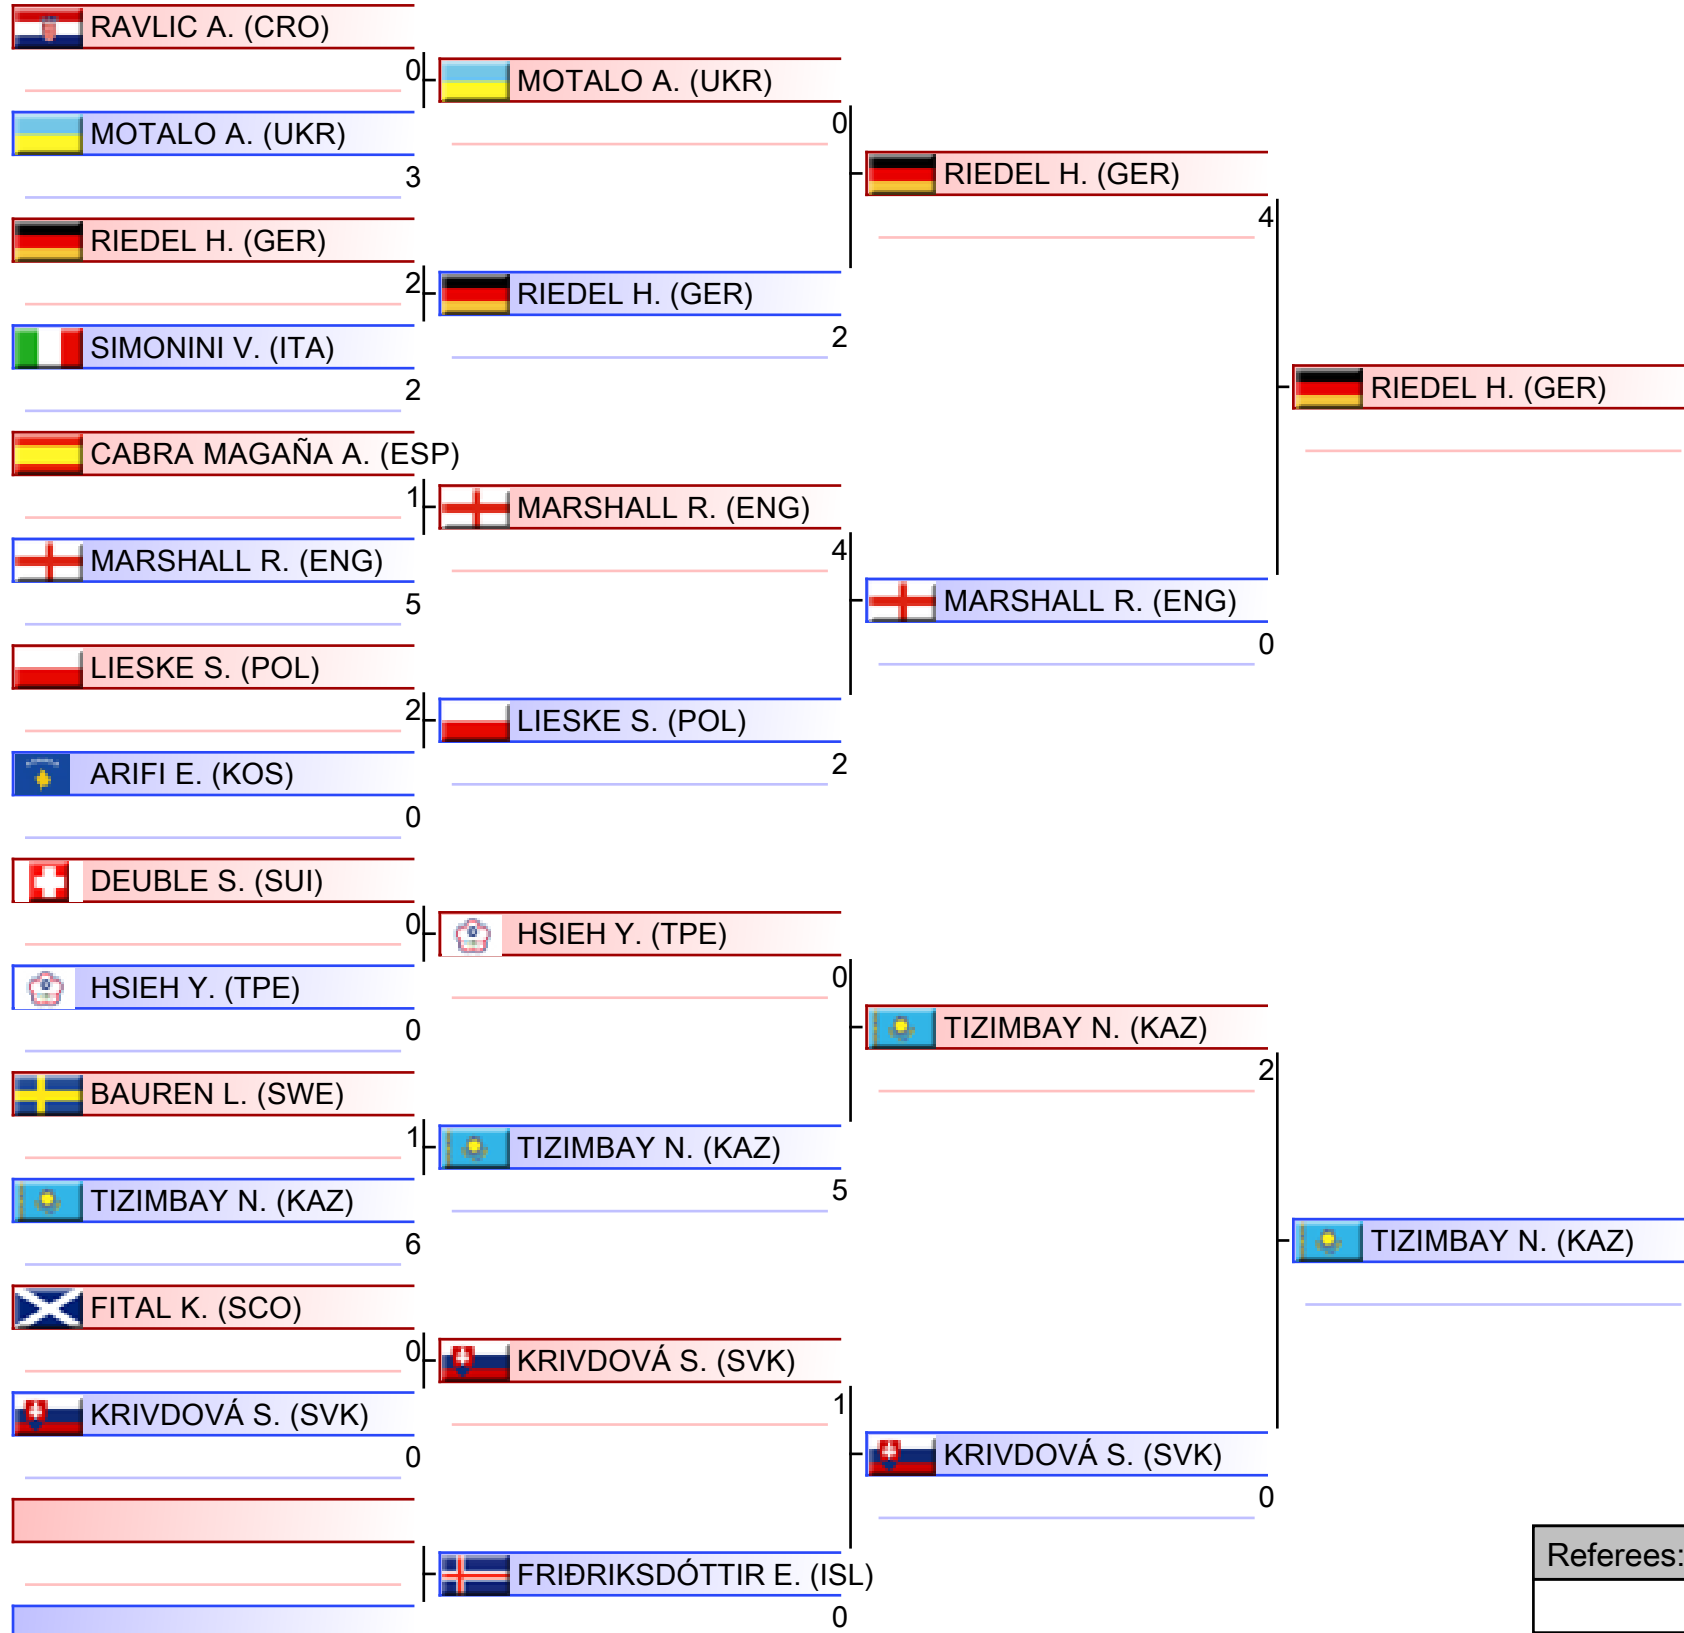 RAVLIC A. (CRO)
0
MOTALO A. (UKR)
3
RIEDEL H. (GER)
2
SIMONINI V. (ITA)
2
CABRA MAGAÑA A. (ESP)
1
MARSHALL R. (ENG)
5
LIESKE S. (POL)
2
ARIFI E. (KOS)
0
DEUBLE S. (SUI)
0
HSIEH Y. (TPE)
0
BAUREN L. (SWE)
1
TIZIMBAY N. (KAZ)
6
FITAL K. (SCO)
0
KRIVDOVÁ S. (SVK)
0
MOTALO A. (UKR)
0
RIEDEL H. (GER)
2
MARSHALL R. (ENG)
4
LIESKE S. (POL)
2
HSIEH Y. (TPE)
0
TIZIMBAY N. (KAZ)
5
KRIVDOVÁ S. (SVK)
1
FRIÐRIKSDÓTTIR E. (ISL)
0
RIEDEL H. (GER)
4
MARSHALL R. (ENG)
0
TIZIMBAY N. (KAZ)
2
KRIVDOVÁ S. (SVK)
0
RIEDEL H. (GER)
TIZIMBAY N. (KAZ)
Referees: